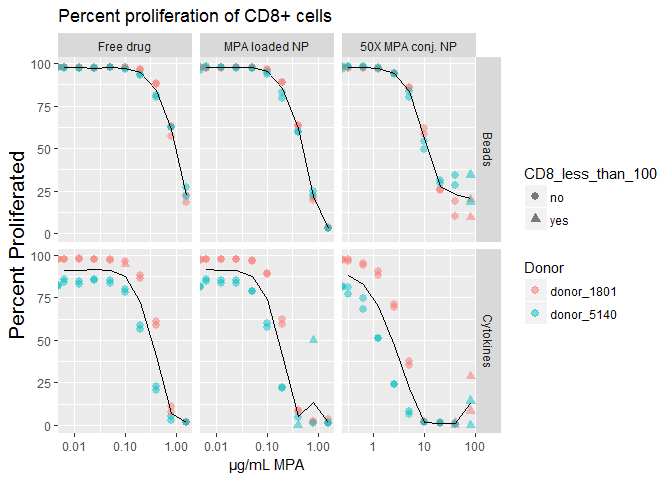 Percent proliferation of CD8+ cells
Free drug
MPA loaded NP
50X MPA conj. NP
100
75
50
25
0
Beads
100
75
50
25
0
Cytokines
Percent Proliferated
0.01
0.10
1.00
0.01
0.10
1.00
1
10
100
µg/mL MPA
CD8_less_than_100
no
yes
Donor
donor_1801
donor_5140